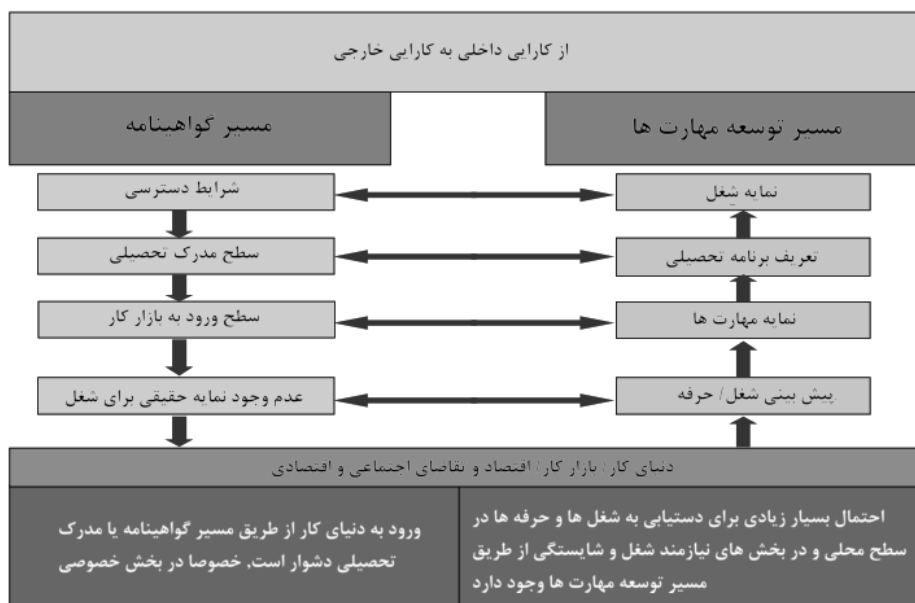 از کارایی داخلی به کارایی خارجی
مسیر توسعه مهارت ها
مسیر گواهینامه
نمایه شغل
شرایط دسترسی
تعریف برنامه تحصیلی
سطح مدرک تحصیلی
نمایه مهارت ها
سطح ورود به بازار کار
پیش بینی شغل/ حرفه
عدم وجود نمایه حقیقی برای شغل
دنیای کار/ بازار کار/ اقتصاد و تقاضای اجتماعی و اقتصادی
احتمال بسیار زیادی برای دستیابی به شغل ها و حرفه ها در
سطح محلی و در بخش های نیازمند شغل و شایستگی از طریق
مسیر توسعه مهارت ها وجود دارد
ورود به دنیای کار از طریق مسیر گواهینامه یا مدرک
تحصیلی دشوار است, خصوصا در بخش خصوصی